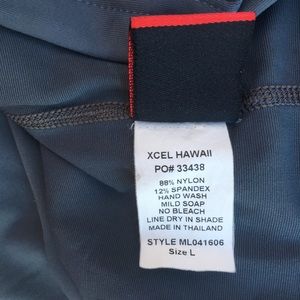 XCEL HAWAII
PO# 33438
88% NYLON
12% SPANDEX
HAND WASH
MILD SOAP
NO BLEACH
LINE DRY IN SHADE
MADE IN THAILAND
STYLE ML041606
Size L